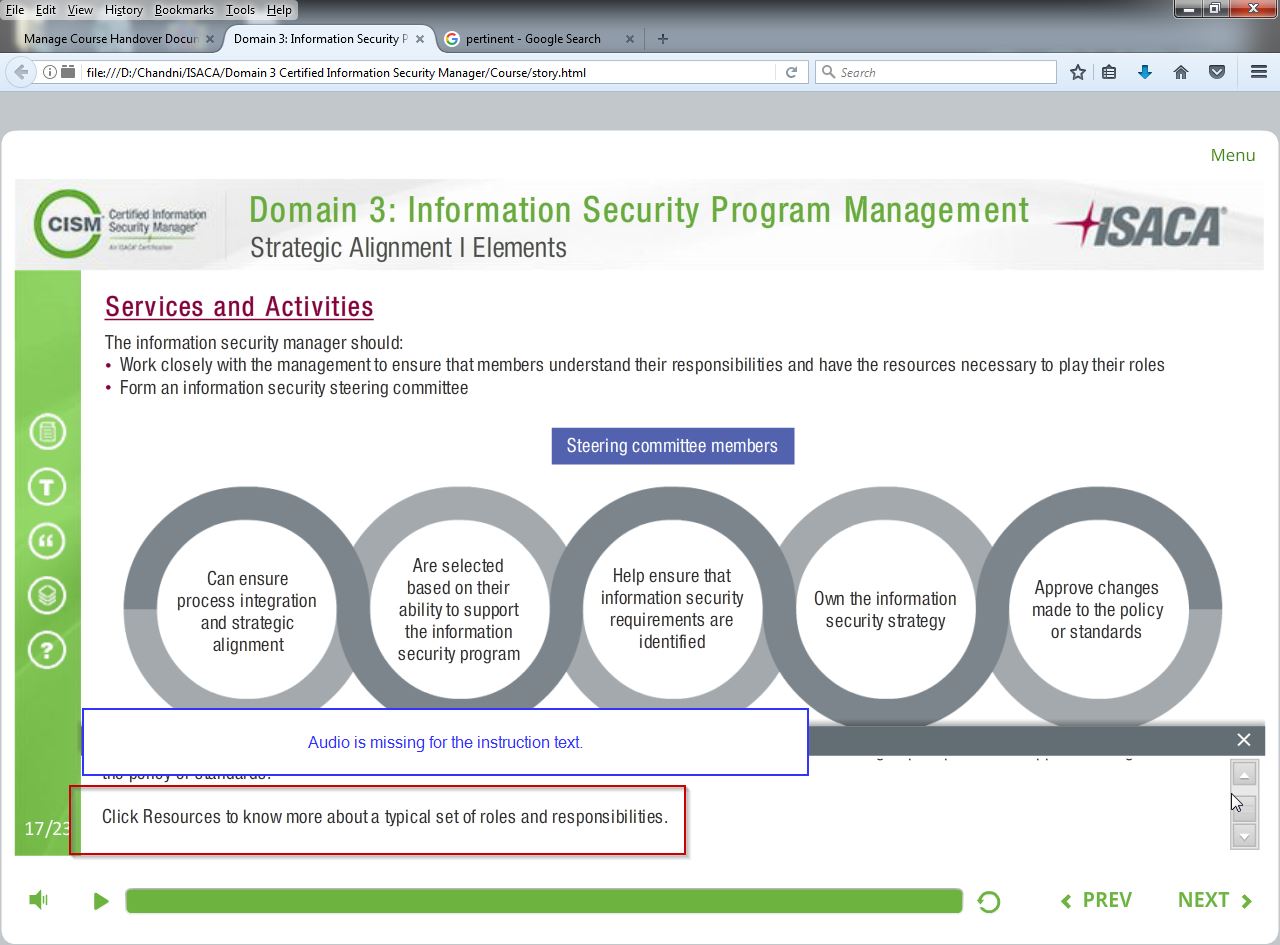 File Edit View History Bookmarks Tools Help
Manage Course Handover Docun
Domain 3: Information Security P
pertinent - Google Search
file:///D:/Chandni/ISACA/Domain 3 Certified Information Security Manager/Course/story.html
Search
Menu
CISM Certified Information
Security Manager
An ISACA Certification
Domain 3: Information Security Program Management
Strategic Alignment I Elements
ISACA
Services and Activities
The information security manager should:
• Work closely with the management to ensure that members understand their responsibilities and have the resources necessary to play their roles
• Form an information security steering committee
Steering committee members
Can ensure
process integration
and strategic
alignment
Are selected
based on their
ability to support
the information
security program
Help ensure that
information security
requirements are
identified
Own the information
security strategy
Approve changes
made to the policy
or standards
Audio is missing for the instruction text.
the policy or standards.
Click Resources to know more about a typical set of roles and responsibilities.
17/23
PREV
NEXT